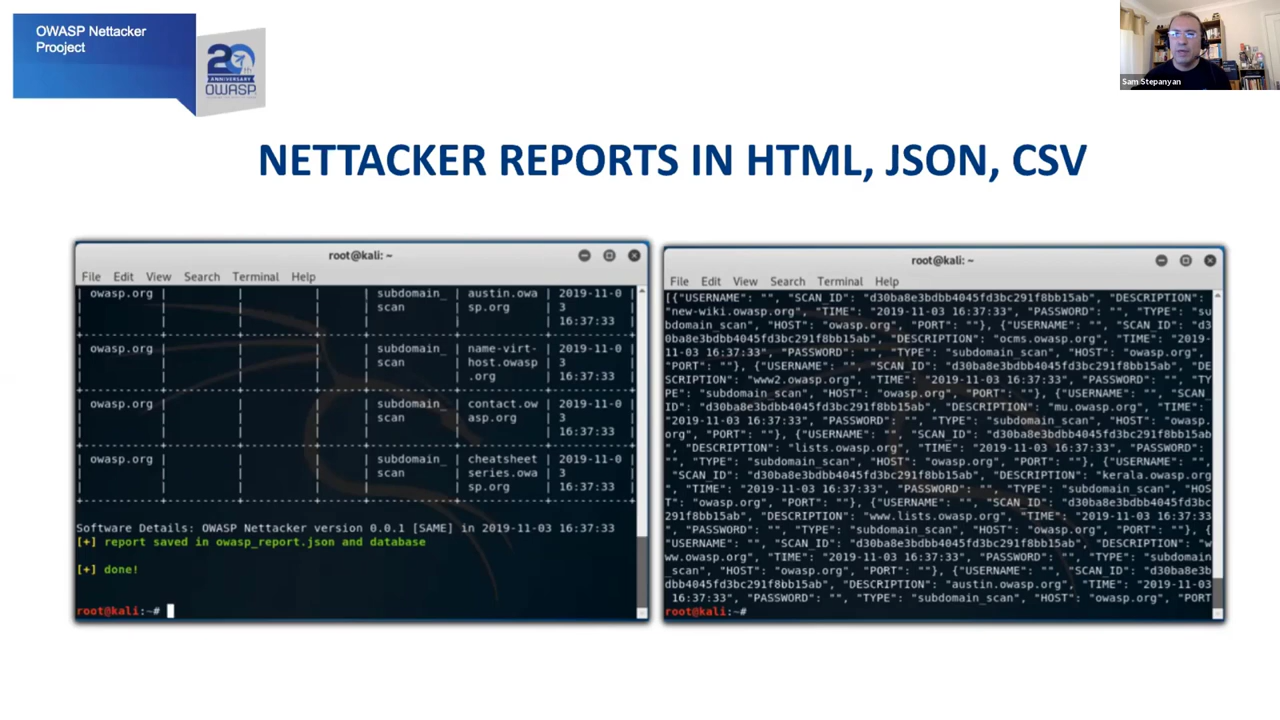 OWASP Nettacker
Prooject
20
th
ANNIVERSARY
OWASP
Sam Stepanyan
NETTACKER REPORTS IN HTML, JSON, CSV
root@kali: ~
File Edit View Search Terminal Help
| owasp.org | | | | subdomain_ | austin.owa | 2019-11-0 |
| | | | | scan | sp.org | 3 |
| | | | | | | 16:37:33 |
| owasp.org | | | | subdomain_ | name-virt- | 2019-11-0 |
| | | | | scan | host.owasp | 3 |
| | | | | | .org | 16:37:33 |
| owasp.org | | | | subdomain_ | contact.ow | 2019-11-0 |
| | | | | scan | asp.org | 3 |
| | | | | | | 16:37:33 |
| owasp.org | | | | subdomain_ | cheatsheet | 2019-11-0 |
| | | | | scan | series.owa | 3 |
| | | | | | sp.org | 16:37:33 |
Software Details: OWASP Nettacker version 0.0.1 [SAME] in 2019-11-03 16:37:33
[+] report saved in owasp_report.json and database
[+] done!
root@kali:~#
root@kali: ~
File Edit View Search Terminal Help
[{"USERNAME": "", "SCAN_ID": "d30ba8e3bdbb4045fd3bc291f8bb15ab", "DESCRIPTION":
"new-wiki.owasp.org", "TIME": "2019-11-03 16:37:33", "PASSWORD": "", "TYPE": "su
bdomain_scan", "HOST": "owasp.org", "PORT": ""}, {"USERNAME": "", "SCAN_ID": "d3
0ba8e3bdbb4045fd3bc291f8bb15ab", "DESCRIPTION": "ocms.owasp.org", "TIME": "2019-
11-03 16:37:33", "PASSWORD": "", "TYPE": "subdomain_scan", "HOST": "owasp.org",
"PORT": ""}, {"USERNAME": "", "SCAN_ID": "d30ba8e3bdbb4045fd3bc291f8bb15ab", "DE
SCRIPTION": "www2.owasp.org", "TIME": "2019-11-03 16:37:33", "PASSWORD": "", "TY
PE": "subdomain_scan", "HOST": "owasp.org", "PORT": ""}, {"USERNAME": "", "SCAN_
ID": "d30ba8e3bdbb4045fd3bc291f8bb15ab", "DESCRIPTION": "mu.owasp.org", "TIME":
"2019-11-03 16:37:33", "PASSWORD": "", "TYPE": "subdomain_scan", "HOST": "owasp.
org", "PORT": ""}, {"USERNAME": "", "SCAN_ID": "d30ba8e3bdbb4045fd3bc291f8bb15ab
", "DESCRIPTION": "lists.owasp.org", "TIME": "2019-11-03 16:37:33", "PASSWORD":
"", "TYPE": "subdomain_scan", "HOST": "owasp.org", "PORT": ""}, {"USERNAME": "",
"SCAN_ID": "d30ba8e3bdbb4045fd3bc291f8bb15ab", "DESCRIPTION": "kerala.owasp.org
", "TIME": "2019-11-03 16:37:33", "PASSWORD": "", "TYPE": "subdomain_scan", "HOS
T": "owasp.org", "PORT": ""}, {"USERNAME": "", "SCAN_ID": "d30ba8e3bdbb4045fd3bc
291f8bb15ab", "DESCRIPTION": "www.lists.owasp.org", "TIME": "2019-11-03 16:37:33
", "PASSWORD": "", "TYPE": "subdomain_scan", "HOST": "owasp.org", "PORT": ""}, {
"USERNAME": "", "SCAN_ID": "d30ba8e3bdbb4045fd3bc291f8bb15ab", "DESCRIPTION": "w
ww.owasp.org", "TIME": "2019-11-03 16:37:33", "PASSWORD": "", "TYPE": "subdomain
_scan", "HOST": "owasp.org", "PORT": ""}, {"USERNAME": "", "SCAN_ID": "d30ba8e3b
dbb4045fd3bc291f8bb15ab", "DESCRIPTION": "austin.owasp.org", "TIME": "2019-11-03
16:37:33", "PASSWORD": "", "TYPE": "subdomain_scan", "HOST": "owasp.org", "PORT
root@kali:~#